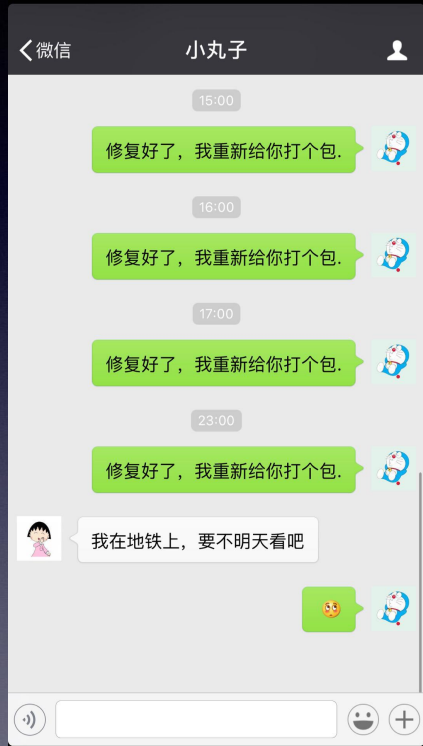 微信
小丸子
15:00
修复好了，我重新给你打个包.
16:00
修复好了，我重新给你打个包.
17:00
修复好了，我重新给你打个包.
23:00
修复好了，我重新给你打个包.
我在地铁上，要不明天看吧